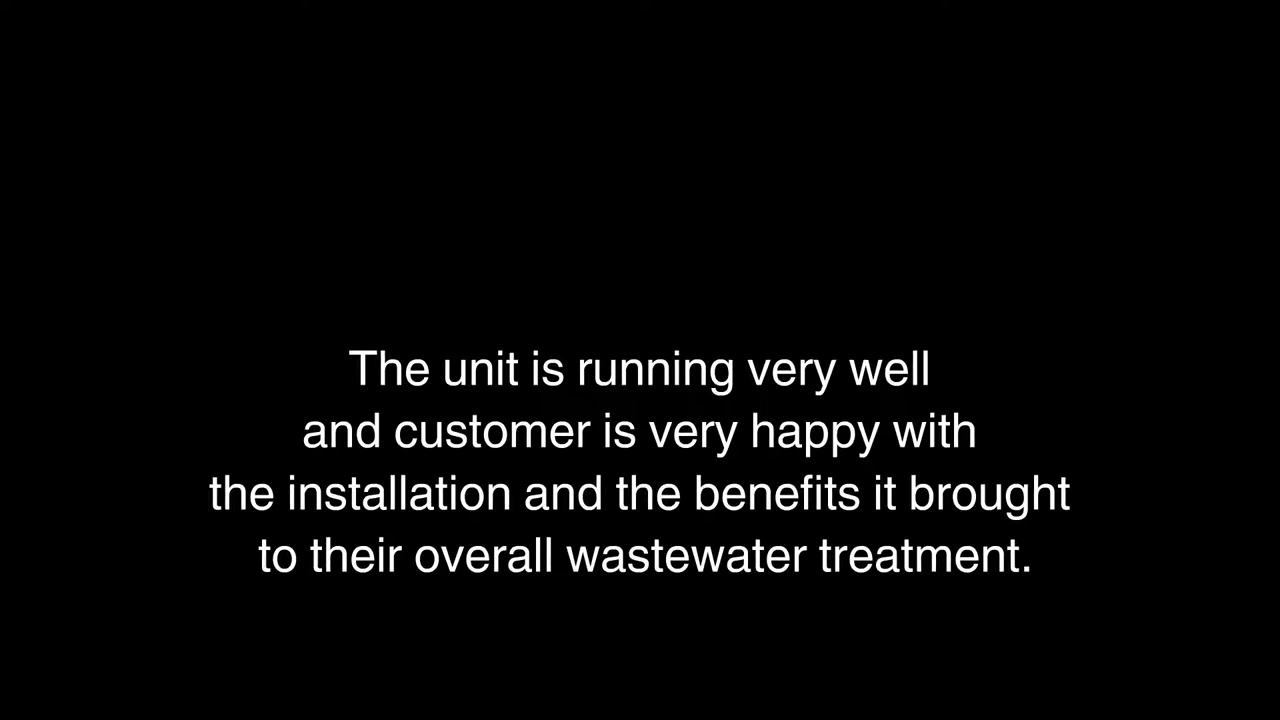 The unit is running very well
and customer is very happy with
the installation and the benefits it brought
to their overall wastewater treatment.